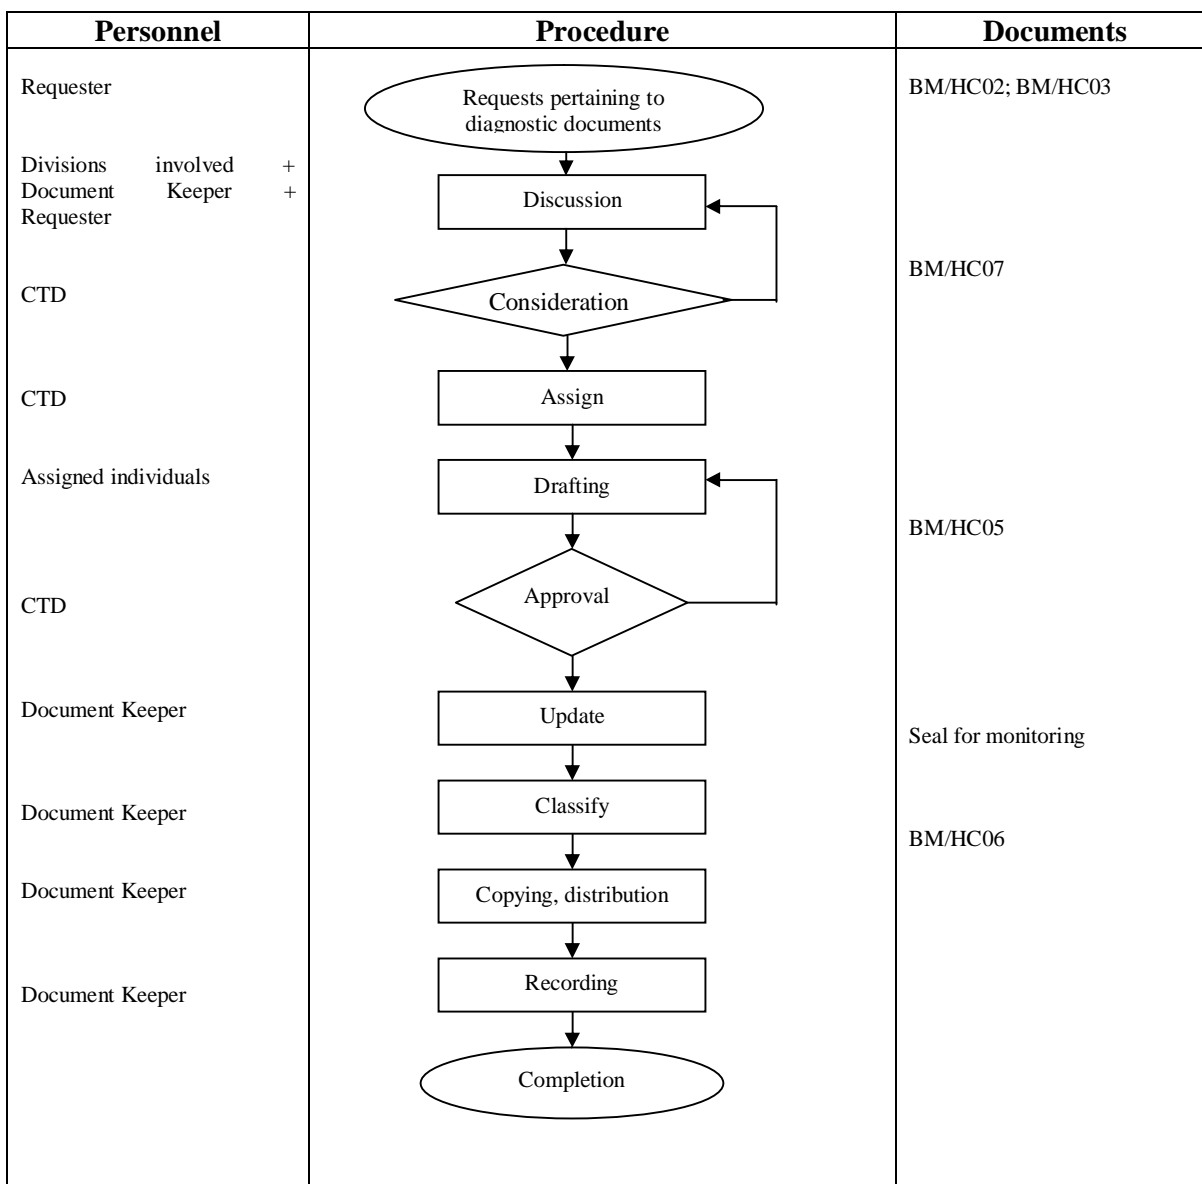 Personnel
Procedure
Documents
Requester
Requests pertaining to
diagnostic documents
BM/HC02; BM/HC03
Divisions involved +
Document Keeper +
Requester
Discussion
BM/HC07
CTD
Consideration
CTD
Assign
Assigned individuals
Drafting
BM/HC05
CTD
Approval
Document Keeper
Update
Seal for monitoring
Document Keeper
Classify
BM/HC06
Document Keeper
Copying, distribution
Document Keeper
Recording
Completion